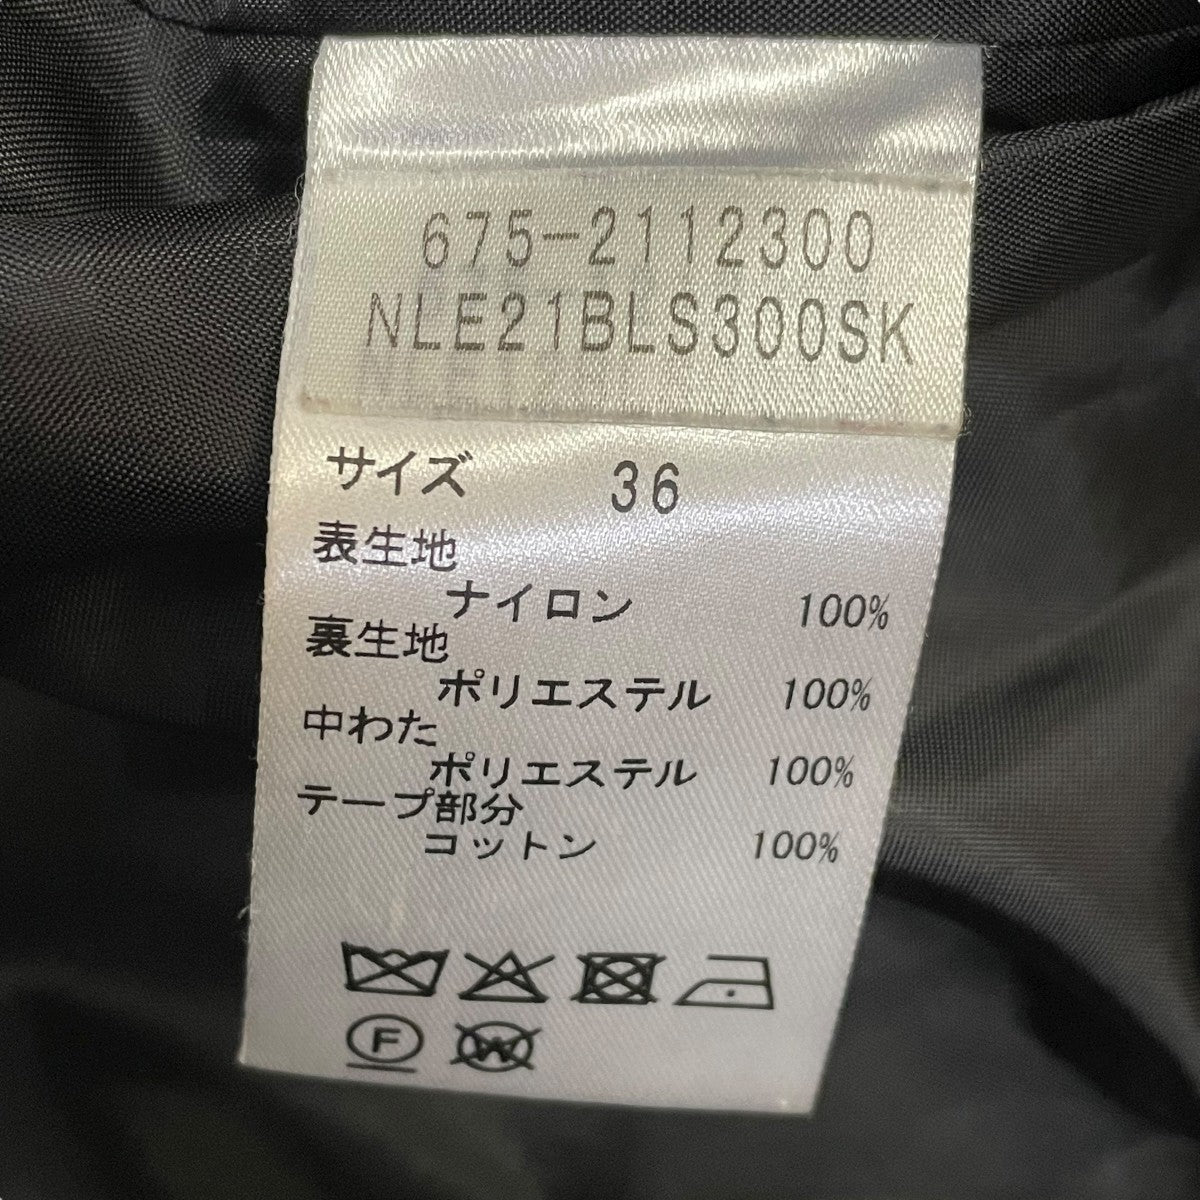 675-2112300
NLE21BLS300SK
サイズ 36
表生地
ナイロン 100%
裏生地
ポリエステル 100%
中わた
ポリエステル 100%
テープ部分
コットン 100%
F
W